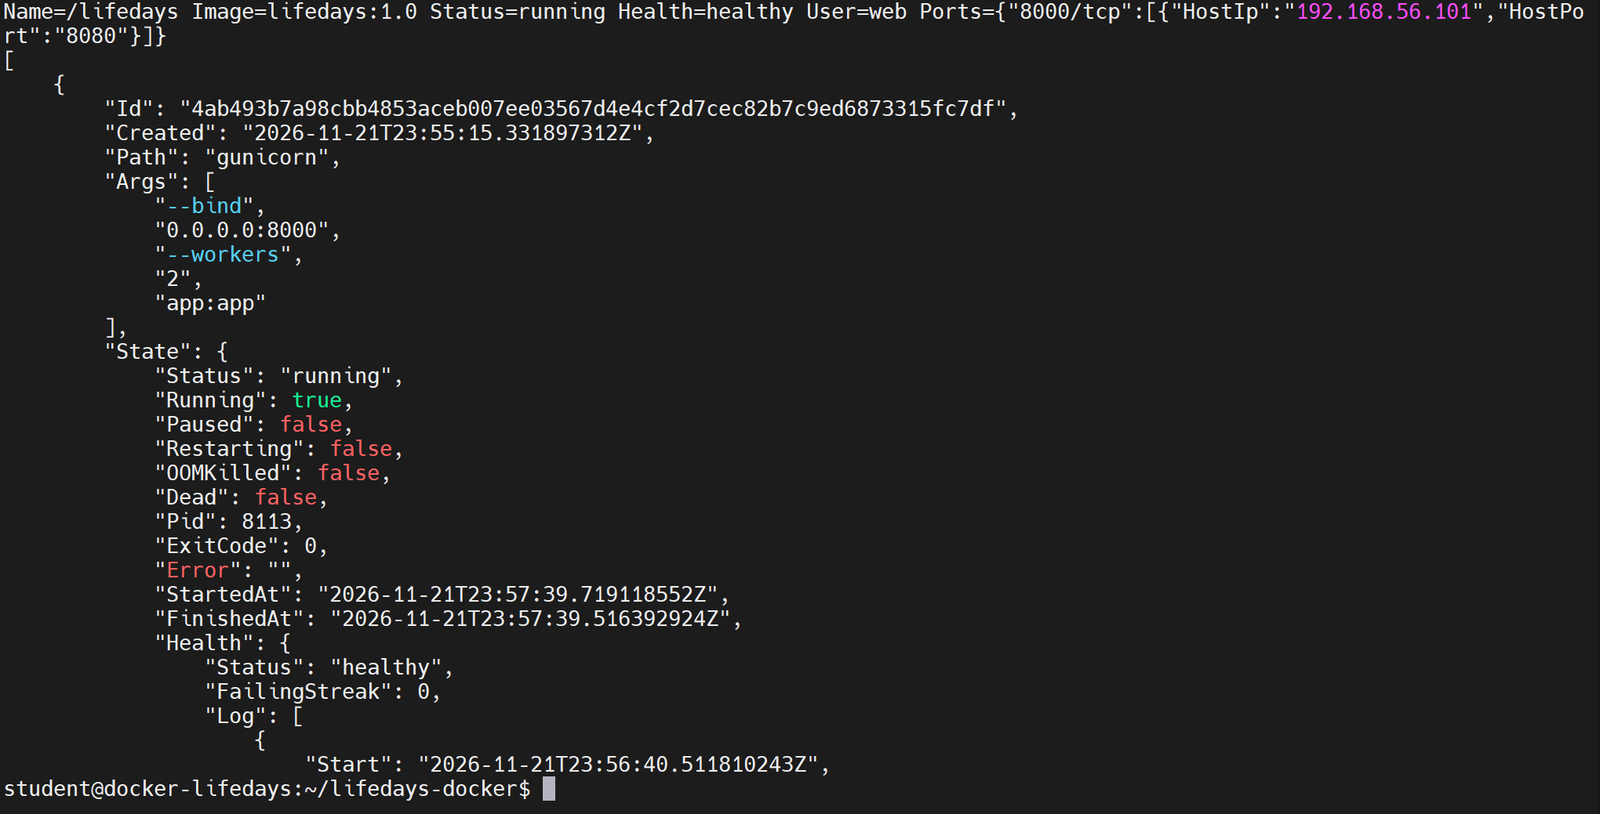 Name=/lifedays Image=lifedays:1.0 Status=running Health=healthy User=web Ports={"8000/tcp":[{"HostIp":"192.168.56.101","HostPo
rt":"8080"}]}
[
    {
        "Id": "4ab493b7a98cbb4853aceb007ee03567d4e4cf2d7cec82b7c9ed6873315fc7df",
        "Created": "2026-11-21T23:55:15.331897312Z",
        "Path": "gunicorn",
        "Args": [
            "--bind",
            "0.0.0.0:8000",
            "--workers",
            "2",
            "app:app"
        ],
        "State": {
            "Status": "running",
            "Running": true,
            "Paused": false,
            "Restarting": false,
            "OOMKilled": false,
            "Dead": false,
            "Pid": 8113,
            "ExitCode": 0,
            "Error": "",
            "StartedAt": "2026-11-21T23:57:39.719118552Z",
            "FinishedAt": "2026-11-21T23:57:39.516392924Z",
            "Health": {
                "Status": "healthy",
                "FailingStreak": 0,
                "Log": [
                    {
                        "Start": "2026-11-21T23:56:40.511810243Z",
student@docker-lifedays:~/lifedays-docker$